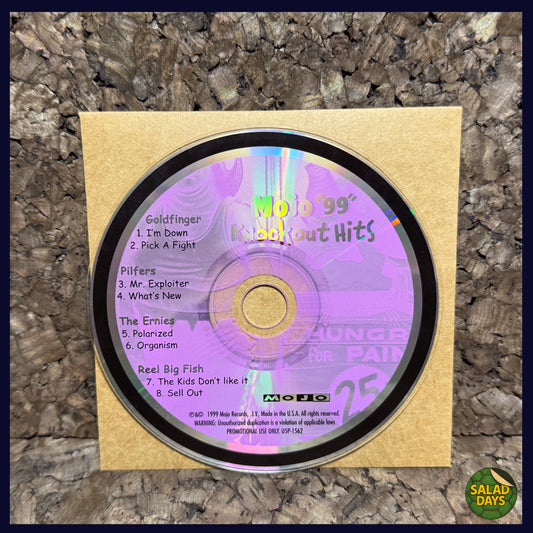 Mojo "99"
Knockout Hits
Goldfinger
1. I'm Down
2. Pick A Fight
Pilfers
3. Mr. Exploiter
4. What's New
The Ernies
5. Polarized
6. Organism
Reel Big Fish
7. The Kids Don't like it
8. Sell Out
HUNGR
FOR PAIN
25
MOJO
℗&© 1999 Mojo Records, J.V., Made in the U.S.A. All rights reserved.
WARNING: Unauthorized duplication is a violation of applicable laws
PROMOTIONAL USE ONLY. U5P-1562
SALAD
DAYS